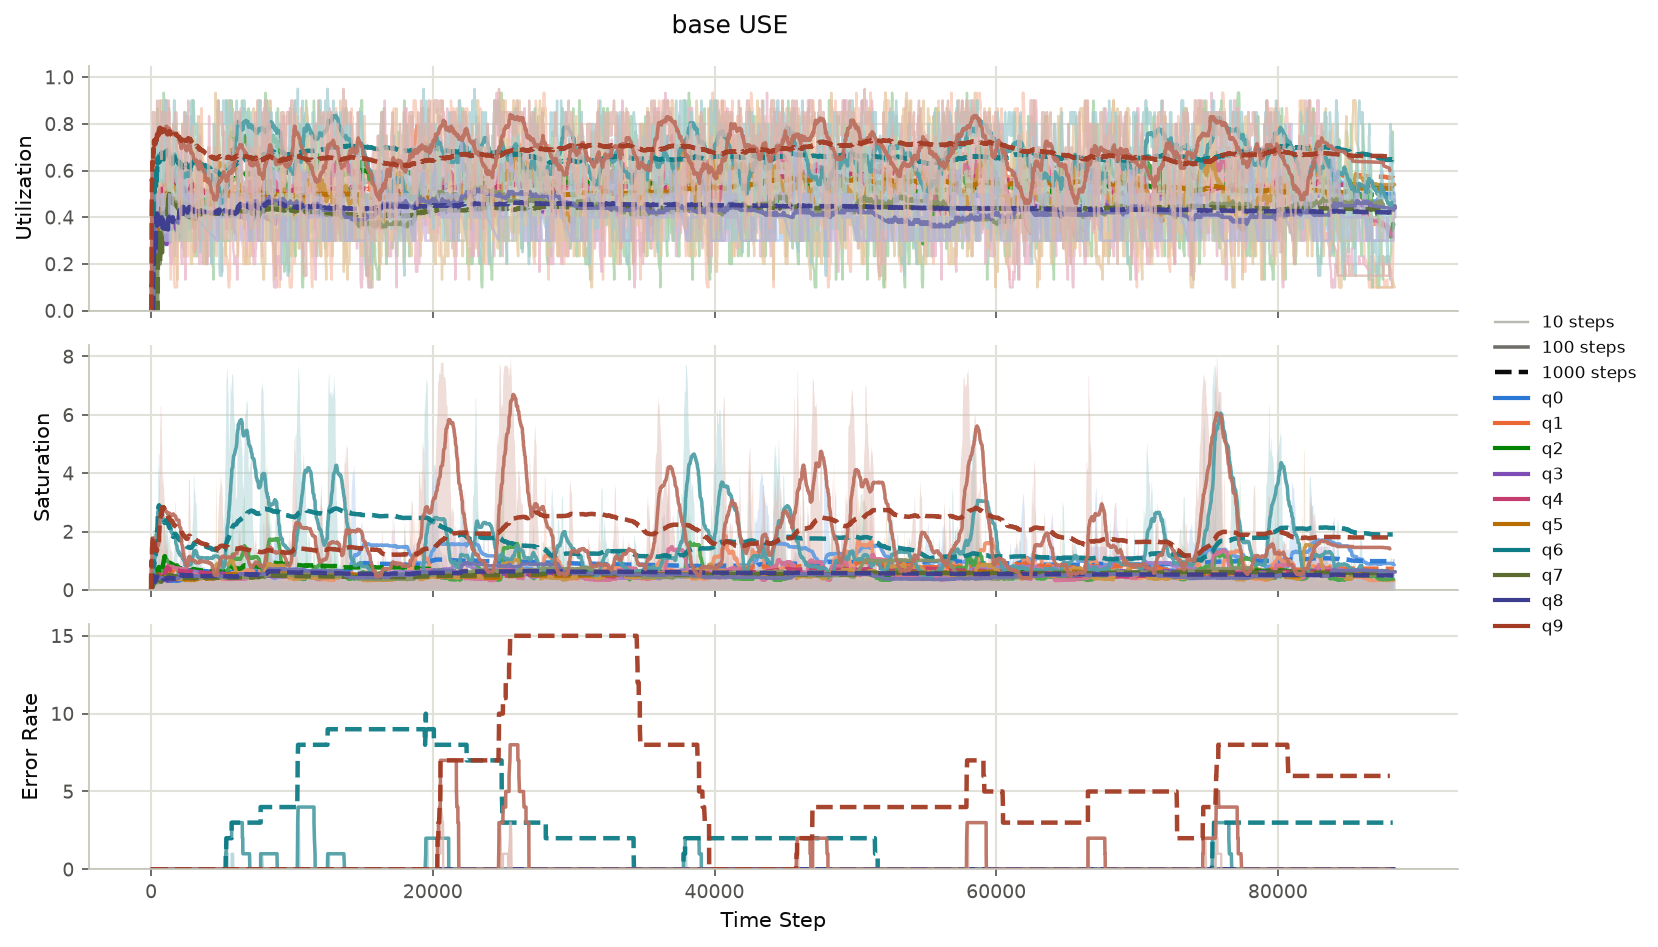 base USE
1.0
0.8
0.6
0.4
0.2
0.0
Utilization
8
6
4
2
0
Saturation
15
10
5
0
Error Rate
0 20000 40000 60000 80000
Time Step
10 steps
100 steps
1000 steps
q0
q1
q2
q3
q4
q5
q6
q7
q8
q9